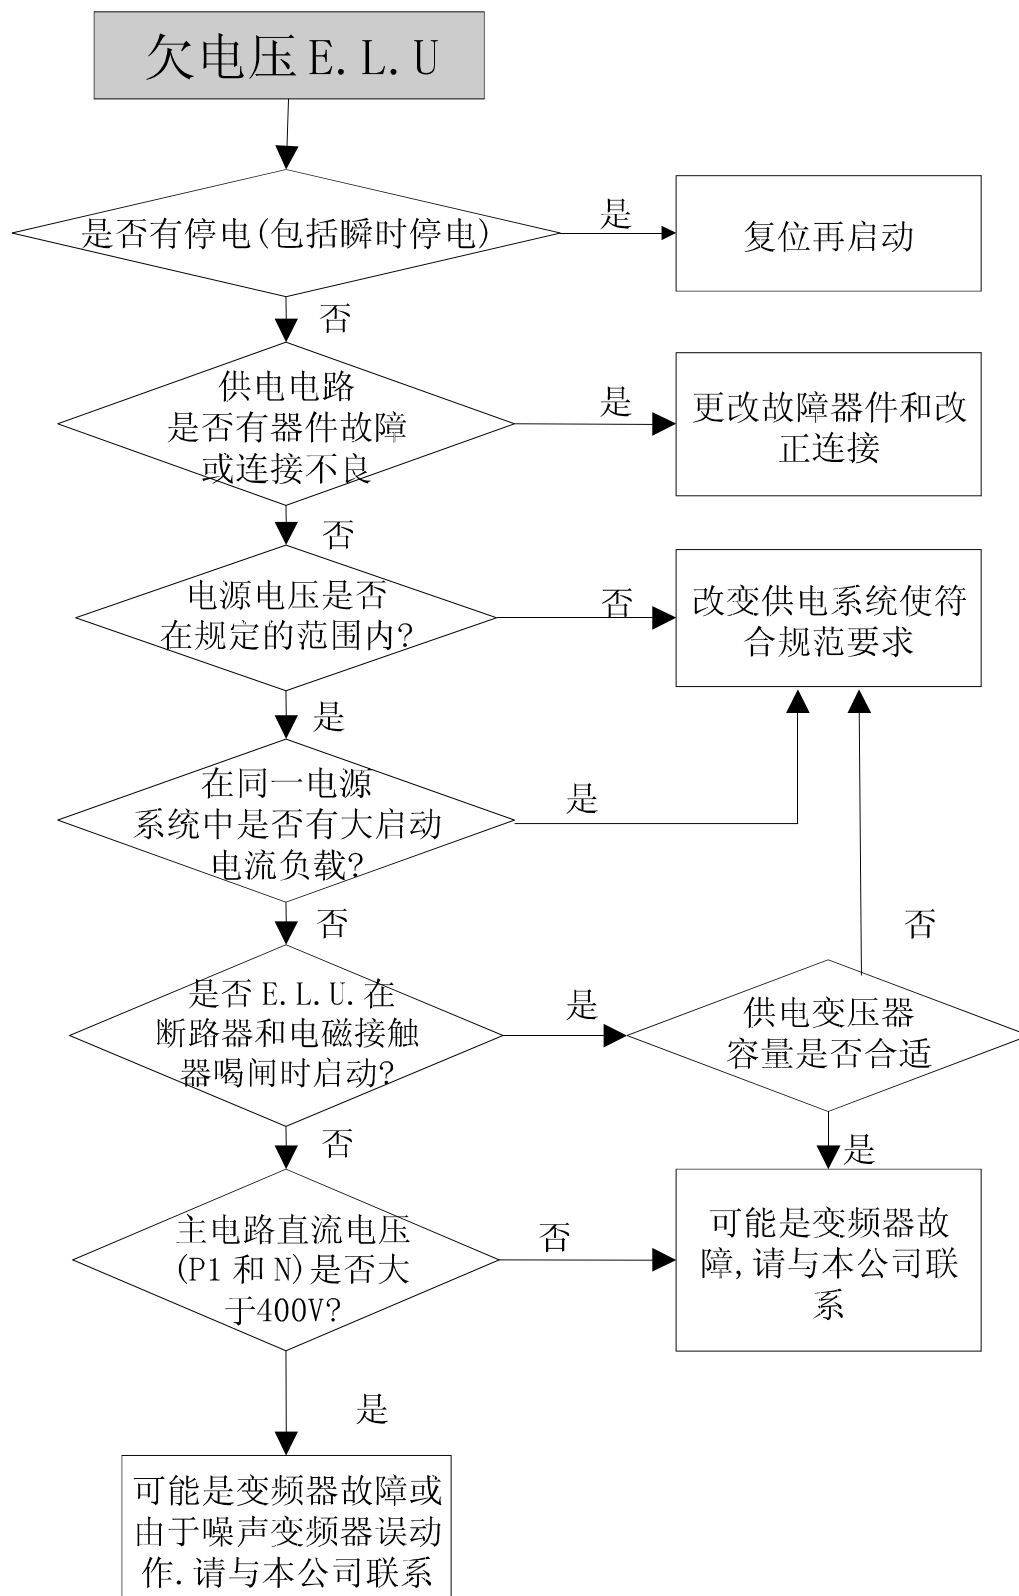 欠电压E.L.U
是否有停电(包括瞬时停电)
是
复位再启动
否
供电电路
是否有器件故障
或连接不良
是
更改故障器件和改
正连接
否
电源电压是否
在规定的范围内?
否
改变供电系统使符
合规范要求
是
在同一电源
系统中是否有大启动
电流负载?
是
否
是否E.L.U.在
断路器和电磁接触
器喝闸时启动?
是
供电变压器
容量是否合适
否
否
是
主电路直流电压
(P1和N)是否大
于400V?
否
可能是变频器故
障,请与本公司联
系
是
可能是变频器故障或
由于噪声变频器误动
作.请与本公司联系